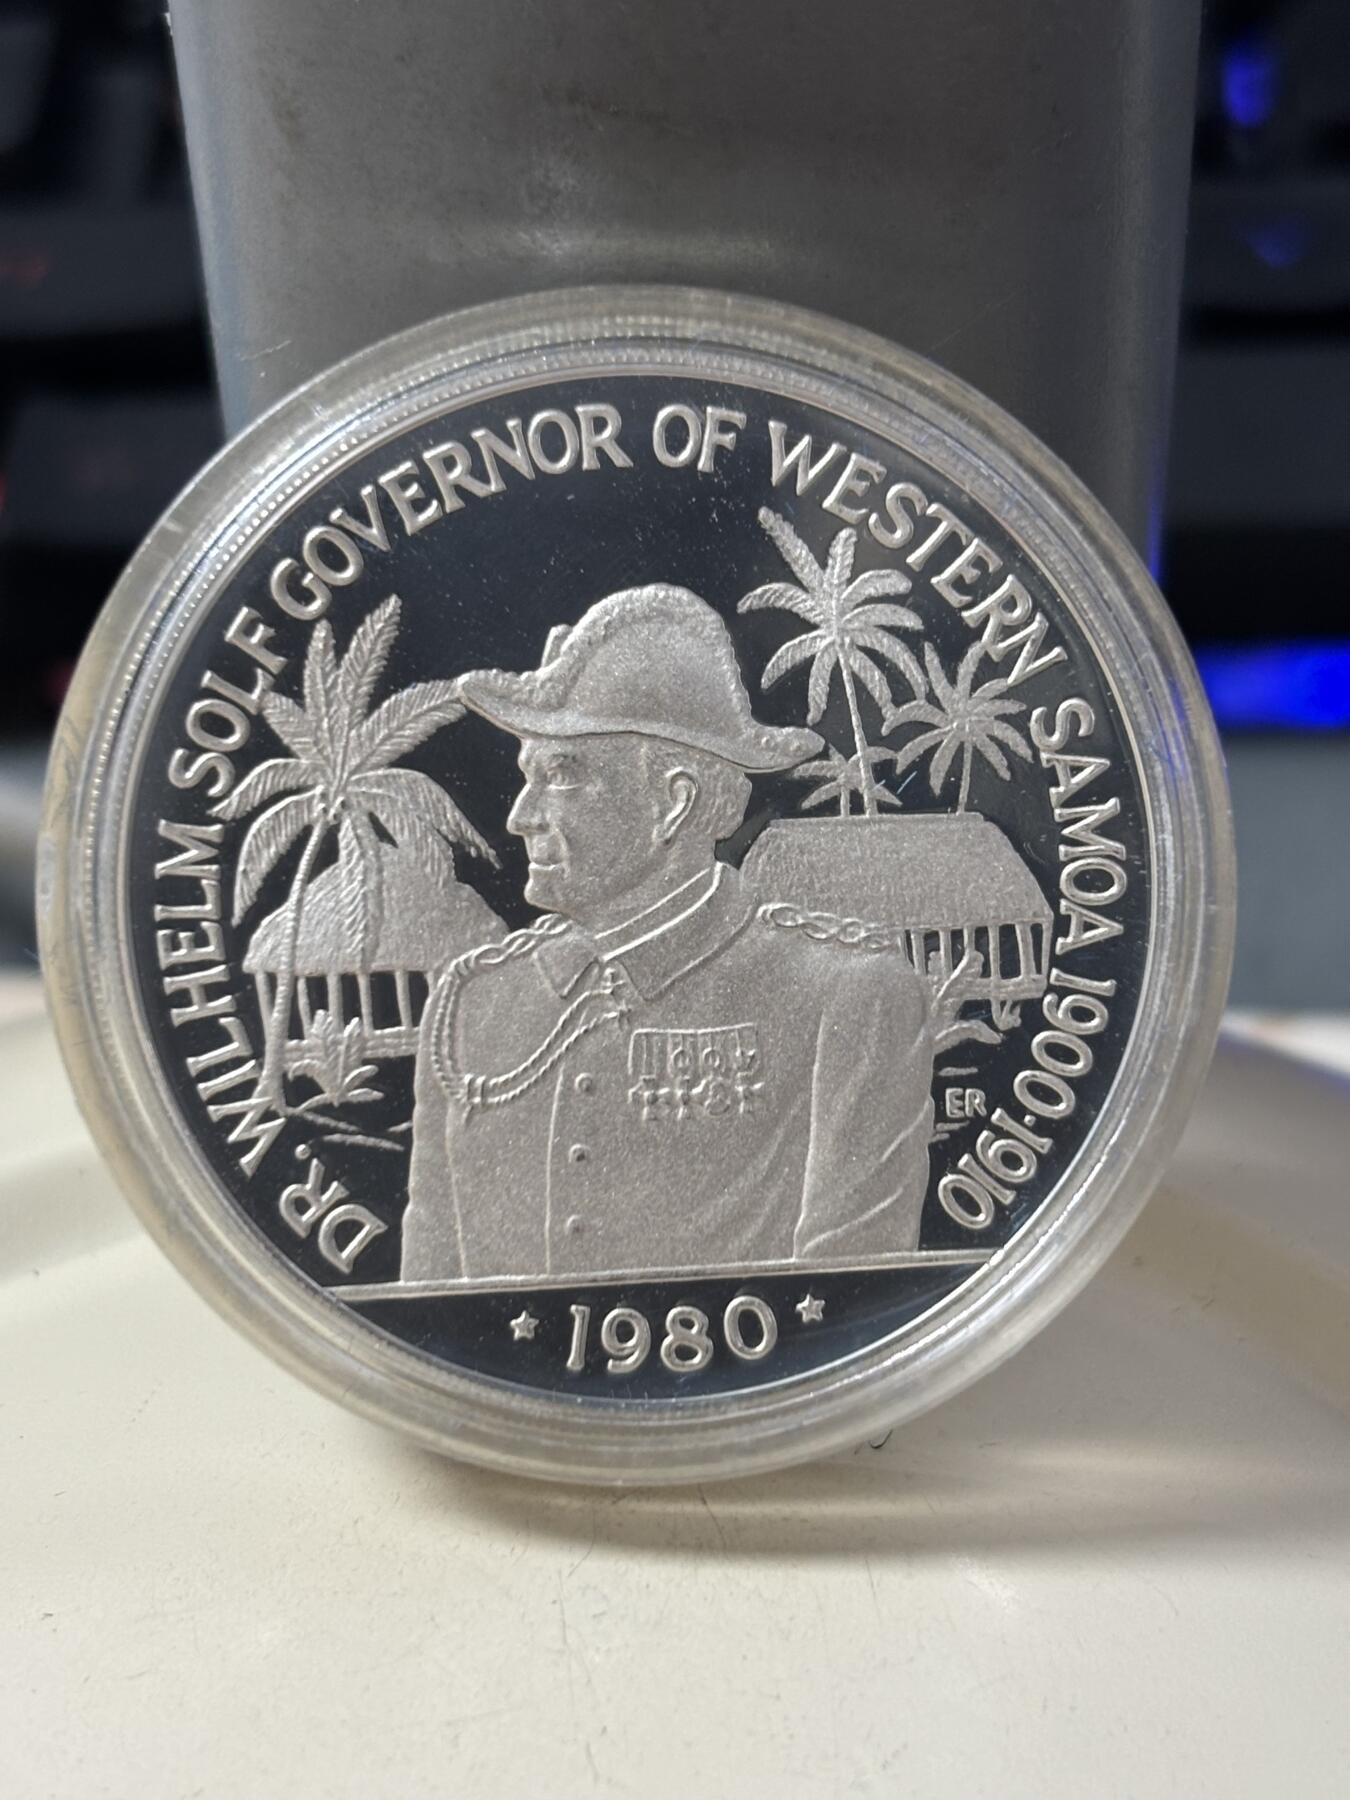 DR. WILHELM SOLF GOVERNOR OF WESTERN SAMOA 1900·1910
ER
★ 1980 ★